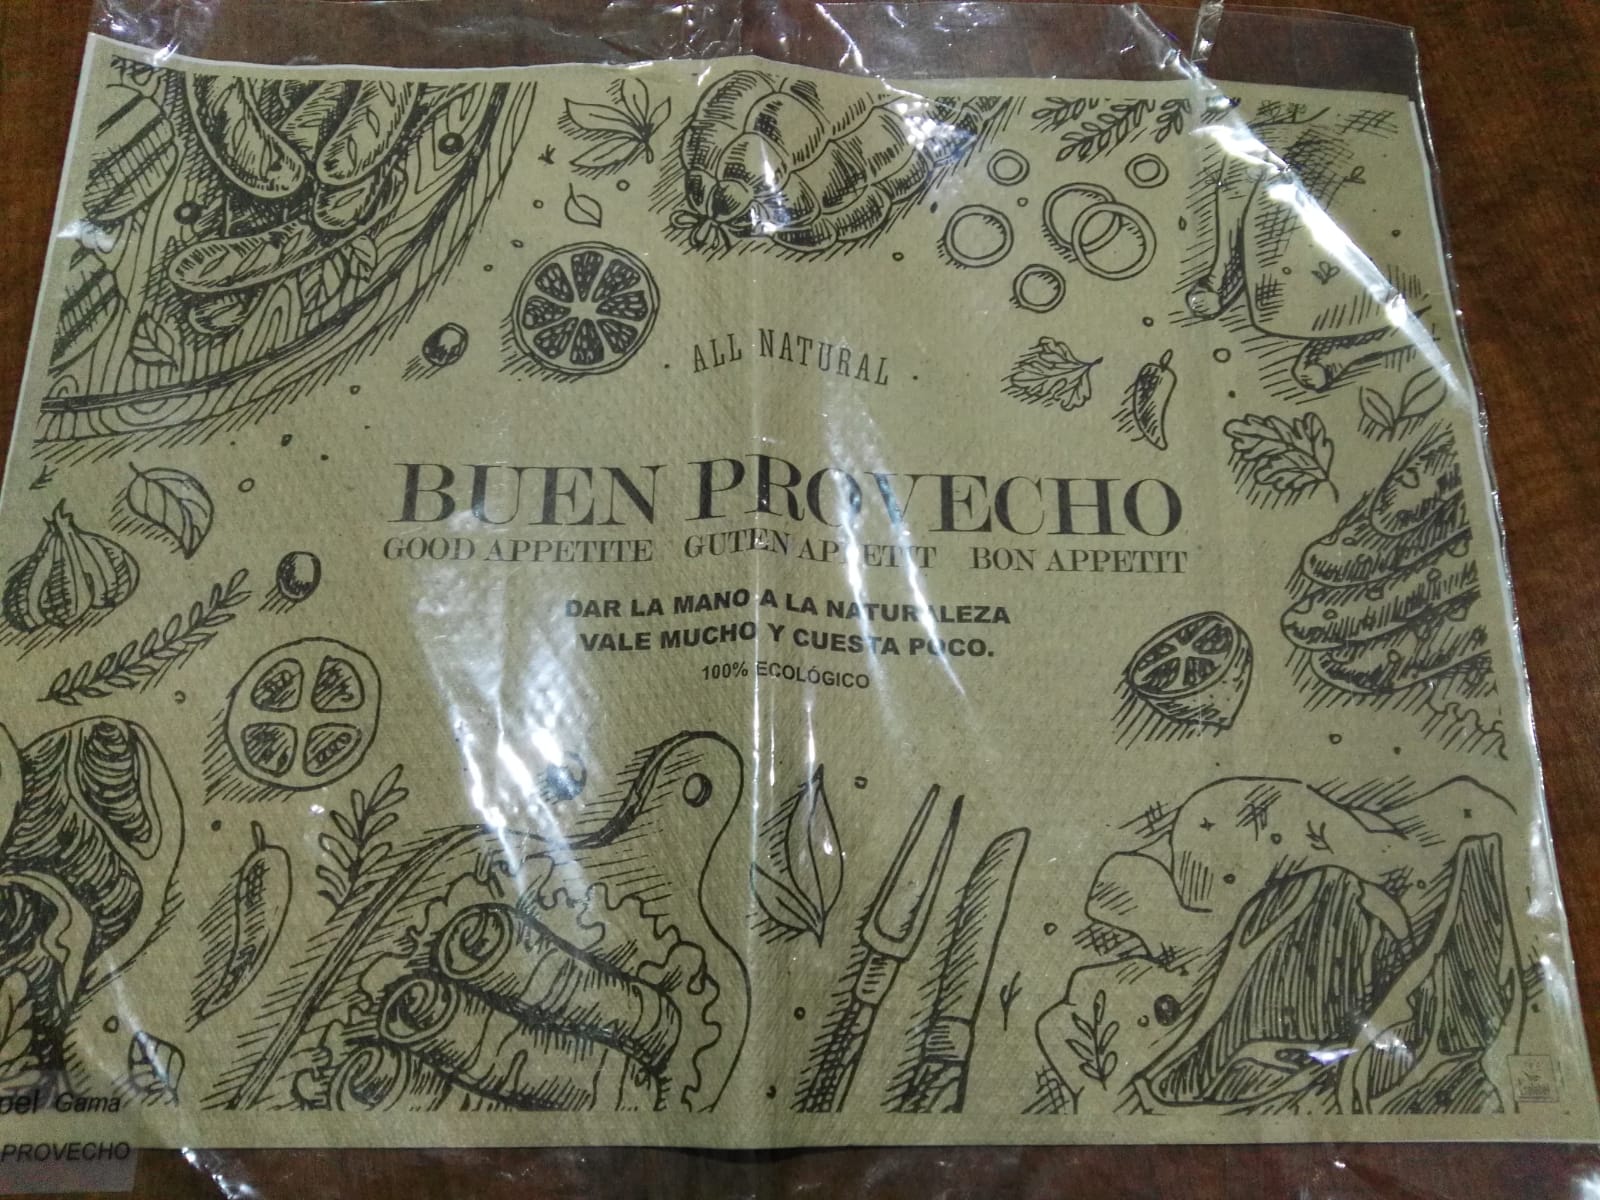 ALL NATURAL
BUEN PROVECHO
GOOD APPETITE GUTEN APPETIT BON APPETIT
DAR LA MANO A LA NATURALEZA
VALE MUCHO Y CUESTA POCO.
100% ECOLÓGICO
pel Gama
PROVECHO